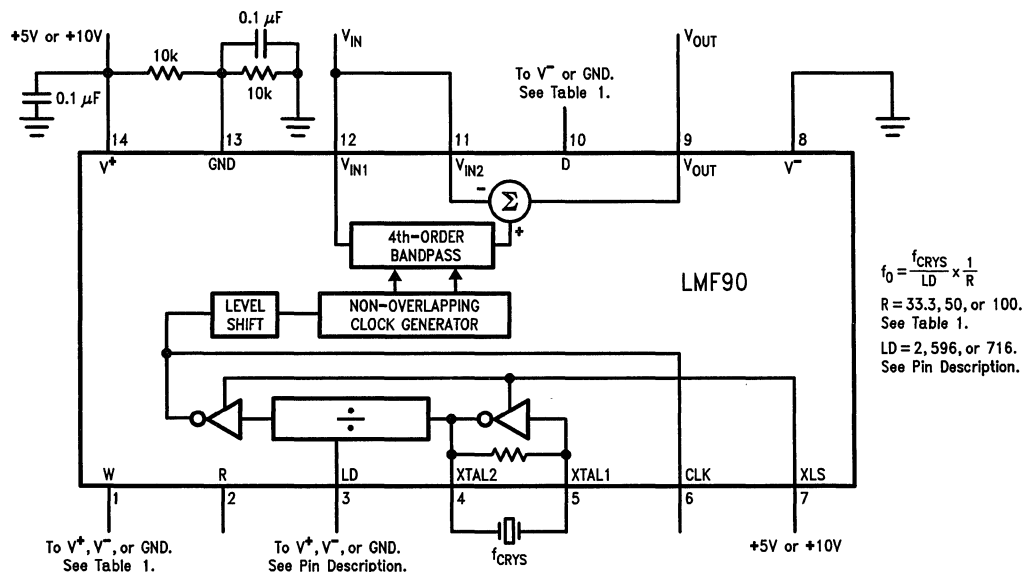 +5V or +10V
0.1 µF
10k
0.1 µF
10k
V_IN
V_OUT
To V⁻ or GND.
See Table 1.
14
13
12
11
10
9
8
V⁺
GND
V_IN1
V_IN2
D
V_OUT
V⁻
-
Σ
+
4th-ORDER
BANDPASS
LMF90
LEVEL
SHIFT
NON-OVERLAPPING
CLOCK GENERATOR
f_O = f_CRYS / LD × 1 / R
R = 33.3, 50, or 100.
See Table 1.
LD = 2, 596, or 716.
See Pin Description.
÷
W
R
LD
XTAL2
XTAL1
CLK
XLS
1
2
3
4
5
6
7
To V⁺, V⁻, or GND.
See Table 1.
To V⁺, V⁻, or GND.
See Pin Description.
f_CRYS
+5V or +10V